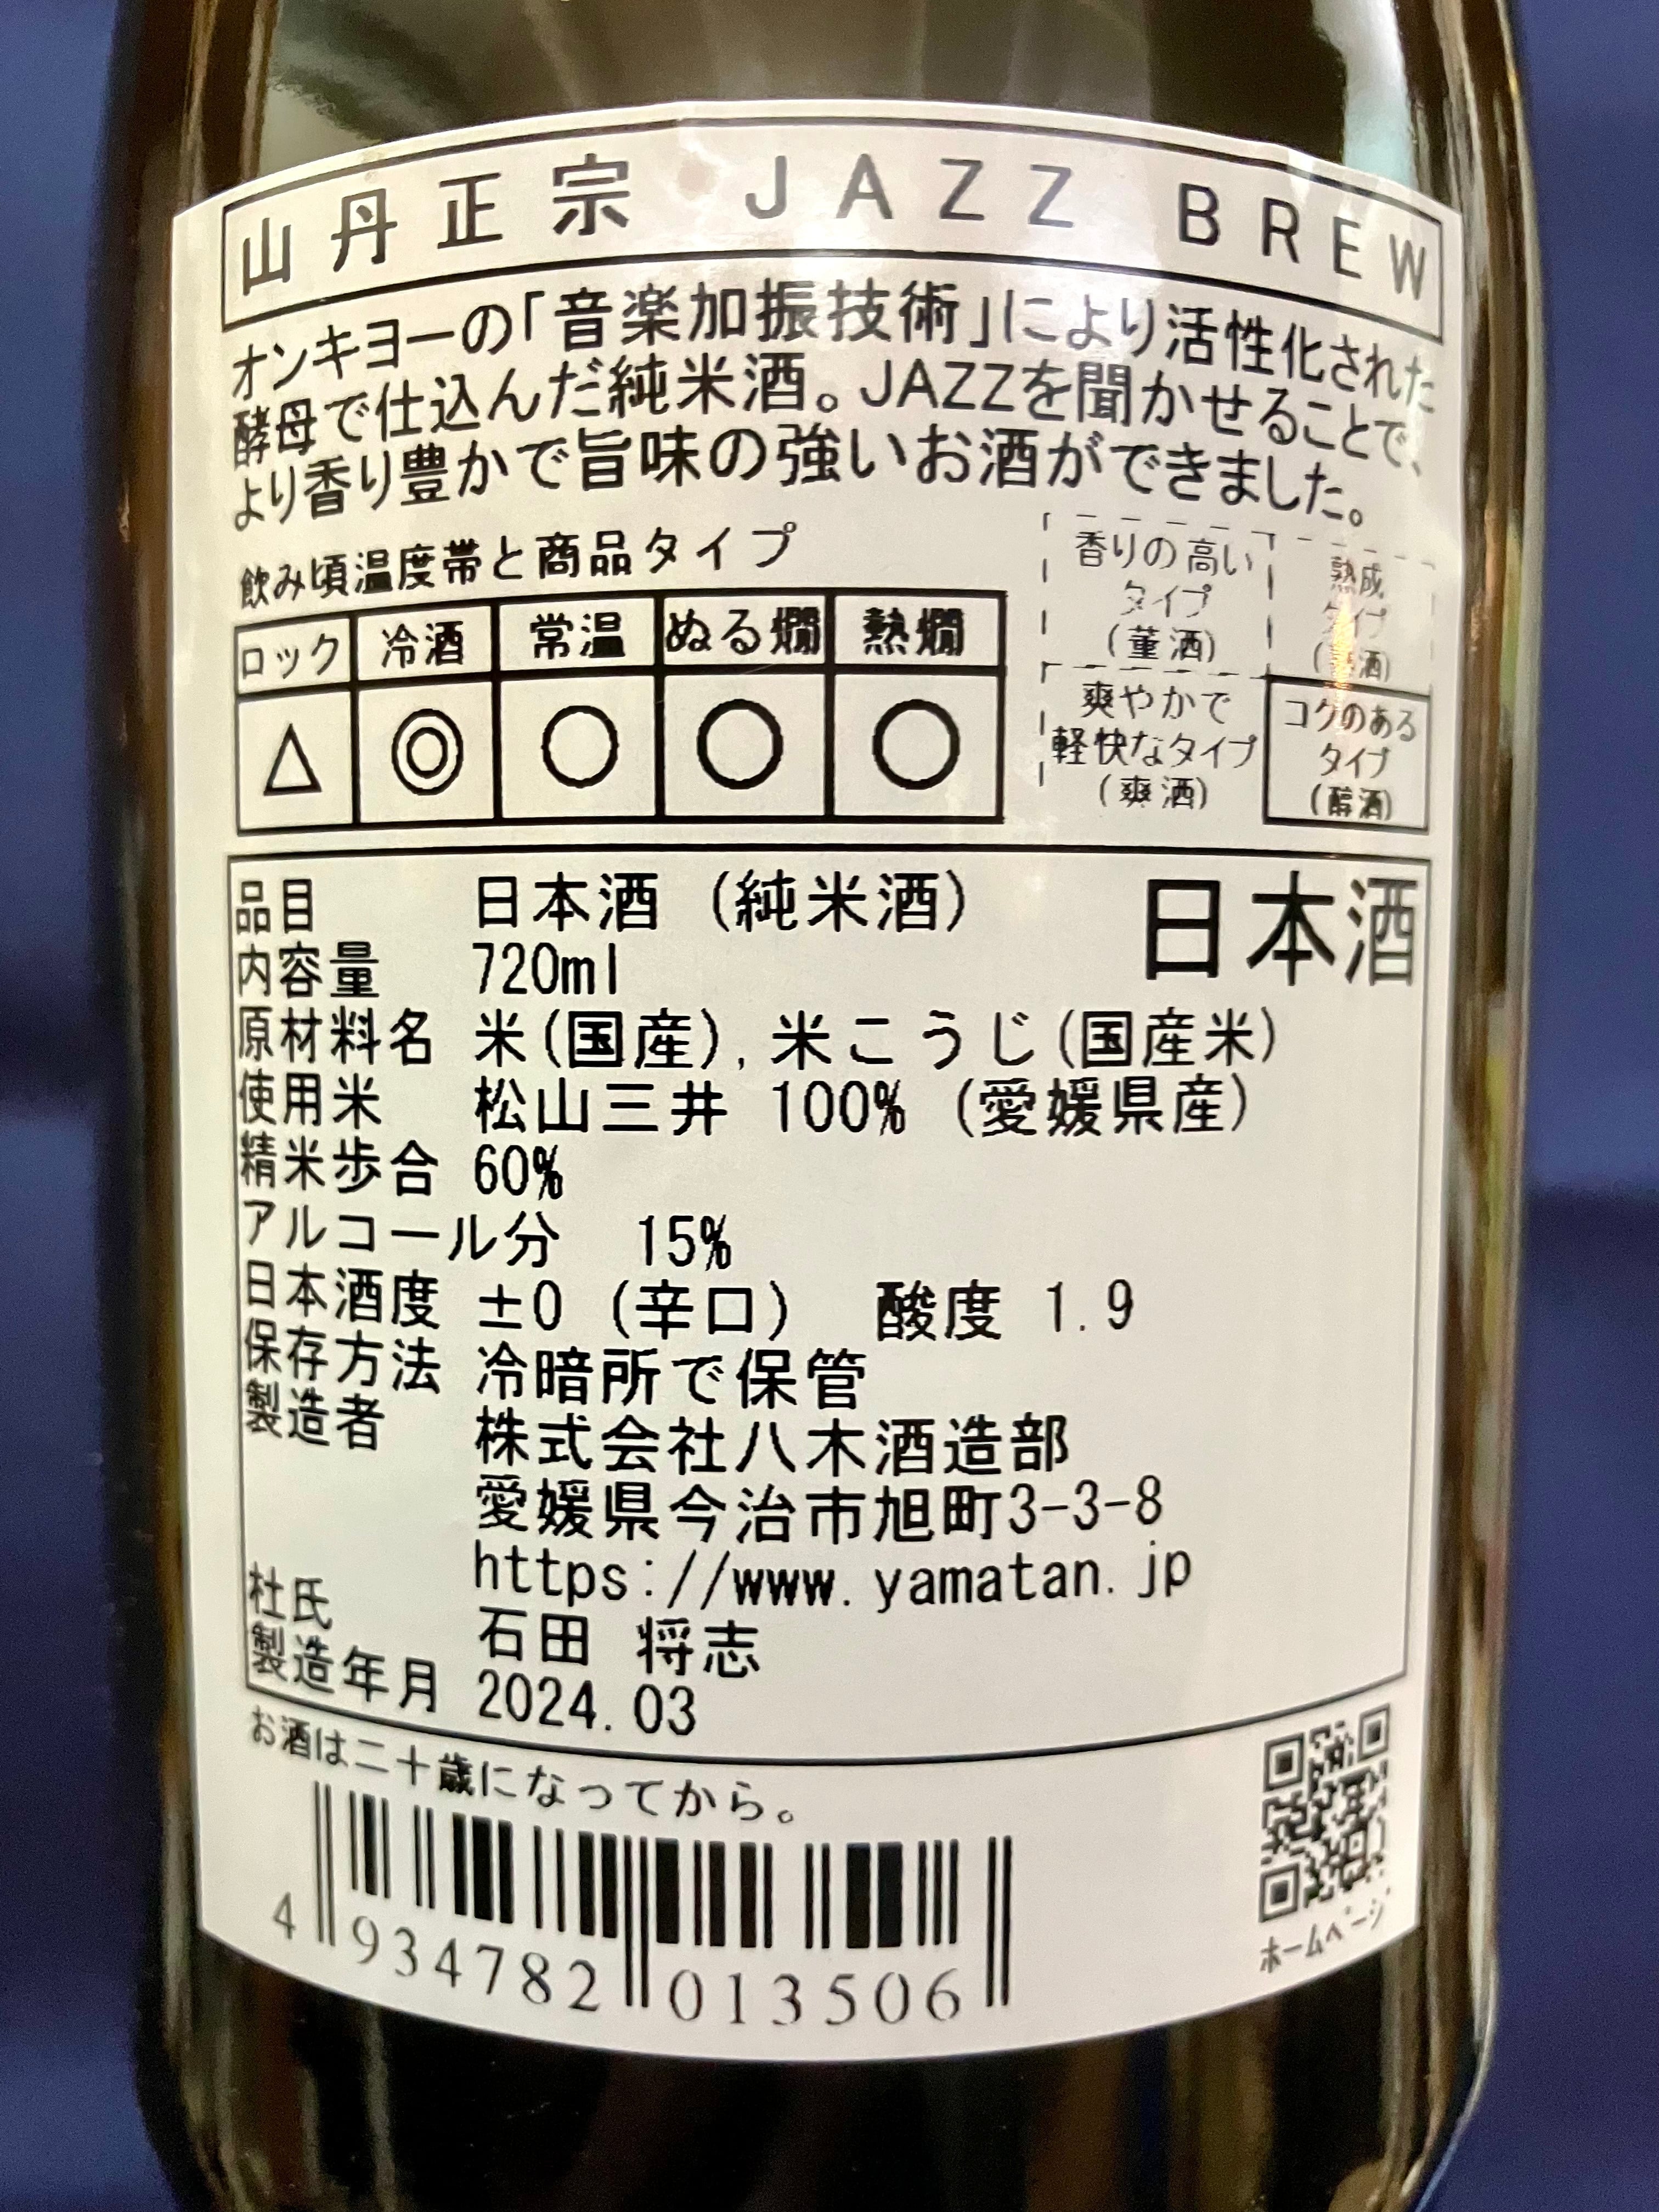 山丹正宗 JAZZ BREW
オンキヨーの「音楽加振技術」により活性化された
酵母で仕込んだ純米酒。JAZZを聞かせることで、
より香り豊かで旨味の強いお酒ができました。
飲み頃温度帯と商品タイプ
ロック 冷酒 常温 ぬる燗 熱燗
△ ◎ ○ ○ ○
香りの高い
タイプ
(薫酒)
熟成
タイプ
(熟酒)
爽やかで
軽快なタイプ
(爽酒)
コクのある
タイプ
(醇酒)
日本酒
品目 日本酒 (純米酒)
内容量 720ml
原材料名 米(国産),米こうじ(国産米)
使用米 松山三井 100% (愛媛県産)
精米歩合 60%
アルコール分 15%
日本酒度 ±0 (辛口) 酸度 1.9
保存方法 冷暗所で保管
製造者 株式会社八木酒造部
愛媛県今治市旭町3-3-8
https://www.yamatan.jp
杜氏 石田 将志
製造年月 2024.03
お酒は二十歳になってから。
4 934782 013506
ホームページ